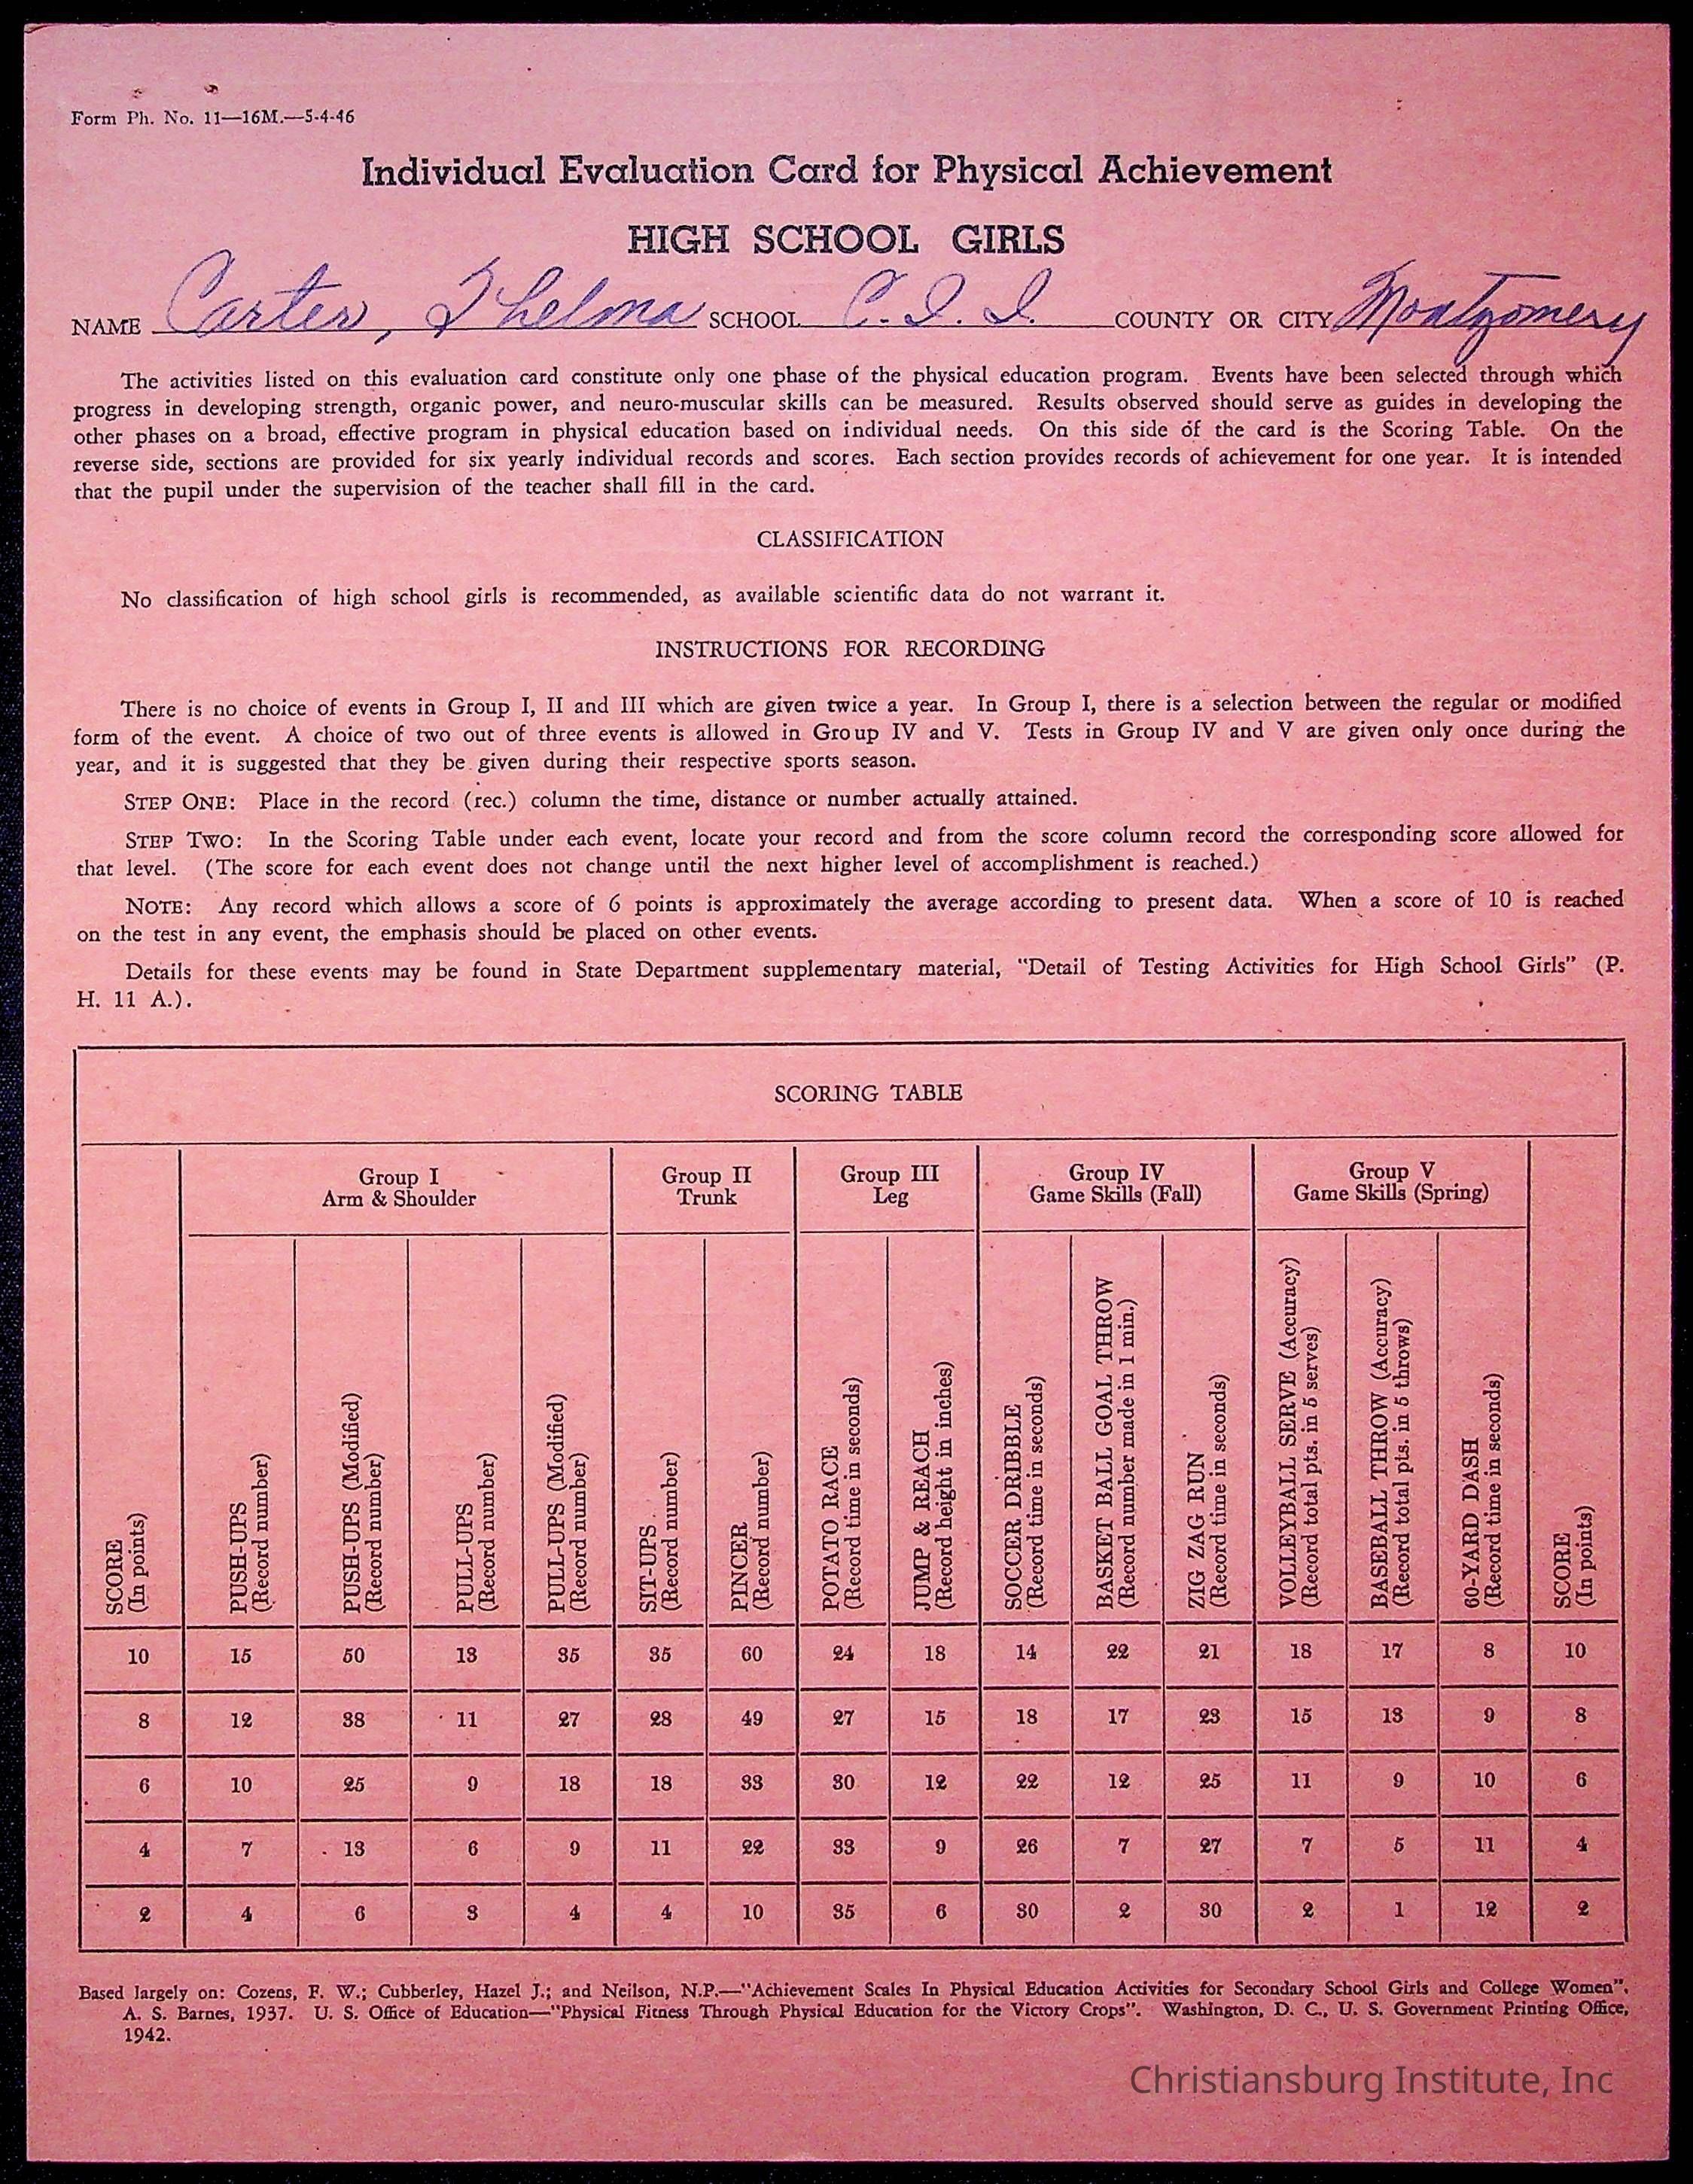 Form Ph. No. 11—16M.—5-4-46
Individual Evaluation Card for Physical Achievement
HIGH SCHOOL GIRLS
NAME Carter, Thelma SCHOOL C. I. I. COUNTY OR CITY Montgomery
The activities listed on this evaluation card constitute only one phase of the physical education program. Events have been selected through which
progress in developing strength, organic power, and neuro-muscular skills can be measured. Results observed should serve as guides in developing the
other phases on a broad, effective program in physical education based on individual needs. On this side of the card is the Scoring Table. On the
reverse side, sections are provided for six yearly individual records and scores. Each section provides records of achievement for one year. It is intended
that the pupil under the supervision of the teacher shall fill in the card.
CLASSIFICATION
No classification of high school girls is recommended, as available scientific data do not warrant it.
INSTRUCTIONS FOR RECORDING
There is no choice of events in Group I, II and III which are given twice a year. In Group I, there is a selection between the regular or modified
form of the event. A choice of two out of three events is allowed in Group IV and V. Tests in Group IV and V are given only once during the
year, and it is suggested that they be given during their respective sports season.
STEP ONE: Place in the record (rec.) column the time, distance or number actually attained.
STEP TWO: In the Scoring Table under each event, locate your record and from the score column record the corresponding score allowed for
that level. (The score for each event does not change until the next higher level of accomplishment is reached.)
NOTE: Any record which allows a score of 6 points is approximately the average according to present data. When a score of 10 is reached
on the test in any event, the emphasis should be placed on other events.
Details for these events may be found in State Department supplementary material, "Detail of Testing Activities for High School Girls" (P.
H. 11 A.).
SCORING TABLE
Group I
Arm & Shoulder
Group II
Trunk
Group III
Leg
Group IV
Game Skills (Fall)
Group V
Game Skills (Spring)
SCORE
(In points)
PUSH-UPS
(Record number)
PUSH-UPS (Modified)
(Record number)
PULL-UPS
(Record number)
PULL-UPS (Modified)
(Record number)
SIT-UPS
(Record number)
PINCER
(Record number)
POTATO RACE
(Record time in seconds)
JUMP & REACH
(Record height in inches)
SOCCER DRIBBLE
(Record time in seconds)
BASKET BALL GOAL THROW
(Record number made in 1 min.)
ZIG ZAG RUN
(Record time in seconds)
VOLLEYBALL SERVE (Accuracy)
(Record total pts. in 5 serves)
BASEBALL THROW (Accuracy)
(Record total pts. in 5 throws)
60-YARD DASH
(Record time in seconds)
SCORE
(In points)
10 15 50 13 35 35 60 24 18 14 22 21 18 17 8 10
8 12 38 11 27 28 49 27 15 18 17 23 15 13 9 8
6 10 25 9 18 18 33 30 12 22 12 25 11 9 10 6
4 7 13 6 9 11 22 33 9 26 7 27 7 5 11 4
2 4 6 3 4 4 10 35 6 30 2 30 2 1 12 2
Based largely on: Cozens, F. W.; Cubberley, Hazel J.; and Neilson, N.P.—"Achievement Scales In Physical Education Activities for Secondary School Girls and College Women".
A. S. Barnes, 1937. U. S. Office of Education—"Physical Fitness Through Physical Education for the Victory Crops". Washington, D. C., U. S. Government Printing Office,
1942.
Christiansburg Institute, Inc